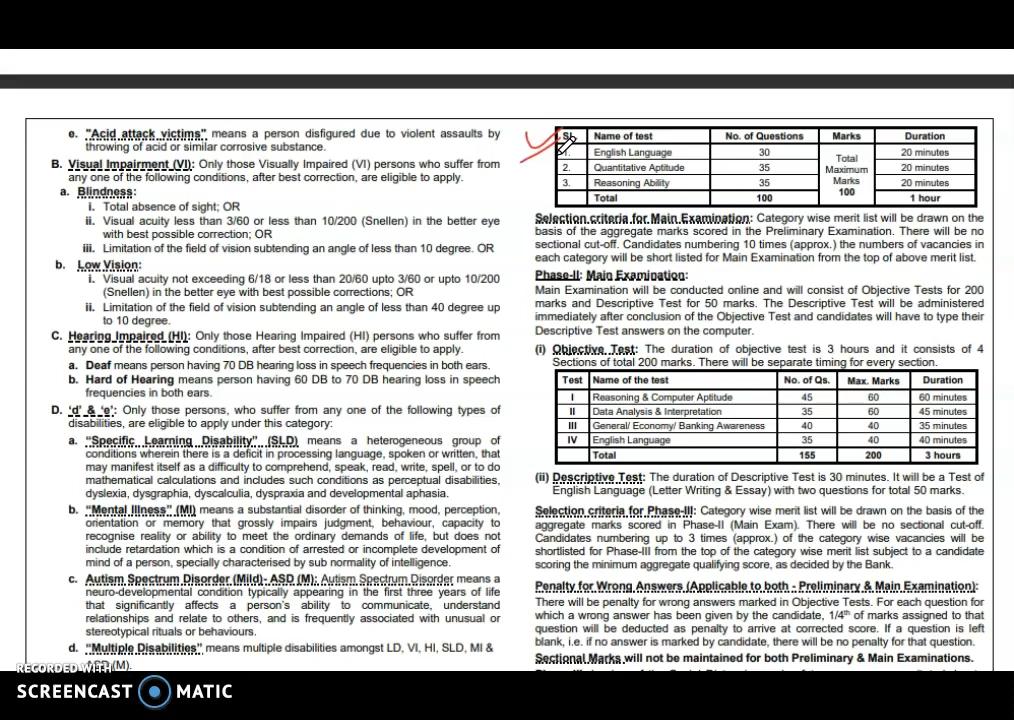 e. "Acid attack victims" means a person disfigured due to violent assaults by
throwing of acid or similar corrosive substance.
B. Visual Impairment (VI): Only those Visually Impaired (VI) persons who suffer from
any one of the following conditions, after best correction, are eligible to apply.
a. Blindness:
i. Total absence of sight; OR
ii. Visual acuity less than 3/60 or less than 10/200 (Snellen) in the better eye
with best possible correction; OR
iii. Limitation of the field of vision subtending an angle of less than 10 degree. OR
b. Low Vision:
i. Visual acuity not exceeding 6/18 or less than 20/60 upto 3/60 or upto 10/200
(Snellen) in the better eye with best possible corrections; OR
ii. Limitation of the field of vision subtending an angle of less than 40 degree up
to 10 degree.
C. Hearing Impaired (HI): Only those Hearing Impaired (HI) persons who suffer from
any one of the following conditions, after best correction, are eligible to apply.
a. Deaf means person having 70 DB hearing loss in speech frequencies in both ears.
b. Hard of Hearing means person having 60 DB to 70 DB hearing loss in speech
frequencies in both ears.
D. 'd' & 'e': Only those persons, who suffer from any one of the following types of
disabilities, are eligible to apply under this category:
a. "Specific Learning Disability" (SLD) means a heterogeneous group of
conditions wherein there is a deficit in processing language, spoken or written, that
may manifest itself as a difficulty to comprehend, speak, read, write, spell, or to do
mathematical calculations and includes such conditions as perceptual disabilities,
dyslexia, dysgraphia, dyscalculia, dyspraxia and developmental aphasia.
b. "Mental Illness" (MI) means a substantial disorder of thinking, mood, perception,
orientation or memory that grossly impairs judgment, behaviour, capacity to
recognise reality or ability to meet the ordinary demands of life, but does not
include retardation which is a condition of arrested or incomplete development of
mind of a person, specially characterised by sub normality of intelligence.
c. Autism Spectrum Disorder (Mild)- ASD (M): Autism Spectrum Disorder means a
neuro-developmental condition typically appearing in the first three years of life
that significantly affects a person's ability to communicate, understand
relationships and relate to others, and is frequently associated with unusual or
stereotypical rituals or behaviours.
d. "Multiple Disabilities" means multiple disabilities amongst LD, VI, HI, SLD, MI &
(M).
Sl. Name of test No. of Questions Marks Duration
1. English Language 30 Total Maximum Marks 100 20 minutes
2. Quantitative Aptitude 35 20 minutes
3. Reasoning Ability 35 20 minutes
Total 100 1 hour
Selection criteria for Main Examination: Category wise merit list will be drawn on the
basis of the aggregate marks scored in the Preliminary Examination. There will be no
sectional cut-off. Candidates numbering 10 times (approx.) the numbers of vacancies in
each category will be short listed for Main Examination from the top of above merit list.
Phase-II: Main Examination:
Main Examination will be conducted online and will consist of Objective Tests for 200
marks and Descriptive Test for 50 marks. The Descriptive Test will be administered
immediately after conclusion of the Objective Test and candidates will have to type their
Descriptive Test answers on the computer.
(i) Objective Test: The duration of objective test is 3 hours and it consists of 4
Sections of total 200 marks. There will be separate timing for every section.
Test Name of the test No. of Qs. Max. Marks Duration
I Reasoning & Computer Aptitude 45 60 60 minutes
II Data Analysis & Interpretation 35 60 45 minutes
III General/ Economy/ Banking Awareness 40 40 35 minutes
IV English Language 35 40 40 minutes
Total 155 200 3 hours
(ii) Descriptive Test: The duration of Descriptive Test is 30 minutes. It will be a Test of
English Language (Letter Writing & Essay) with two questions for total 50 marks.
Selection criteria for Phase-III: Category wise merit list will be drawn on the basis of the
aggregate marks scored in Phase-II (Main Exam). There will be no sectional cut-off.
Candidates numbering up to 3 times (approx.) of the category wise vacancies will be
shortlisted for Phase-III from the top of the category wise merit list subject to a candidate
scoring the minimum aggregate qualifying score, as decided by the Bank.
Penalty for Wrong Answers (Applicable to both - Preliminary & Main Examination):
There will be penalty for wrong answers marked in Objective Tests. For each question for
which a wrong answer has been given by the candidate, 1/4th of marks assigned to that
question will be deducted as penalty to arrive at corrected score. If a question is left
blank, i.e. if no answer is marked by candidate, there will be no penalty for that question.
Sectional Marks will not be maintained for both Preliminary & Main Examinations.
RECORDED WITH
SCREENCAST MATIC